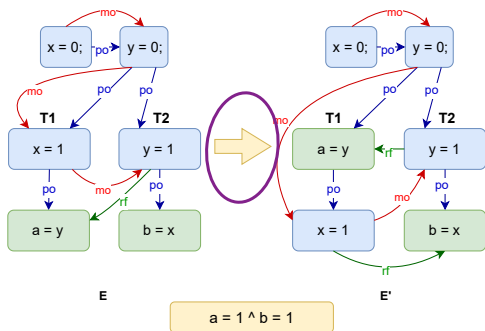 mo
mo
x = 0;
po
y = 0;
x = 0;
po
y = 0;
mo
po
po
mo
po
po
T1
T2
T1
T2
x = 1
y = 1
a = y
rf
y = 1
po
mo
po
rf
po
mo
po
a = y
b = x
x = 1
b = x
rf
E
E'
a = 1 ^ b = 1